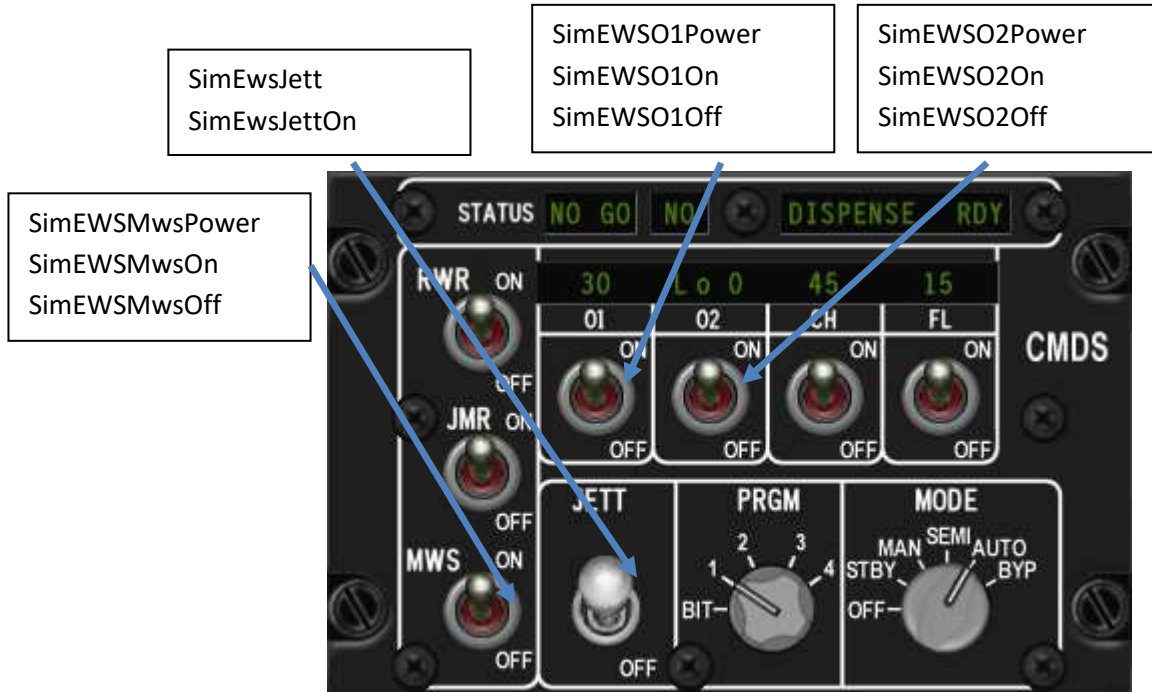 SimEwsJett
SimEwsJettOn
SimEWSO1Power
SimEWSO1On
SimEWSO1Off
SimEWSO2Power
SimEWSO2On
SimEWSO2Off
SimEWSMwsPower
SimEWSMwsOn
SimEWSMwsOff
STATUS NO GO NO DISPENSE RDY
RWR ON
OFF
JMR ON
OFF
MWS ON
OFF
30 Lo 0 45 15
O1 O2 CH FL
ON ON ON ON
OFF OFF OFF OFF
CMDS
JETT
OFF
PRGM
BIT 1 2 3 4
MODE
OFF STBY MAN SEMI AUTO BYP